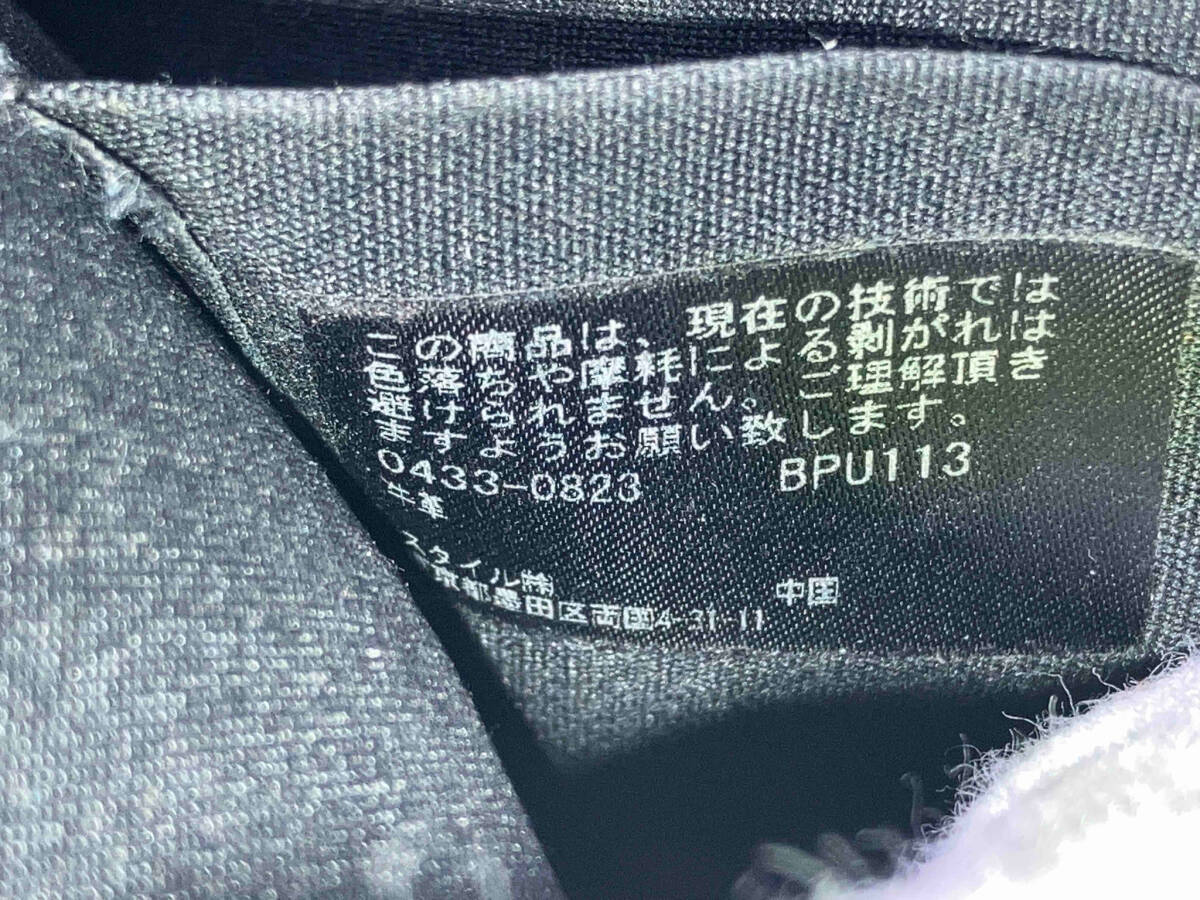 この商品は、現在の技術では
色落ちや摩耗による剥がれは
避けられません。ご理解頂き
ますようお願い致します。
0433-0823 BPU113
牛革
スタイル㈱
京都墨田区両国4-31-11 中国